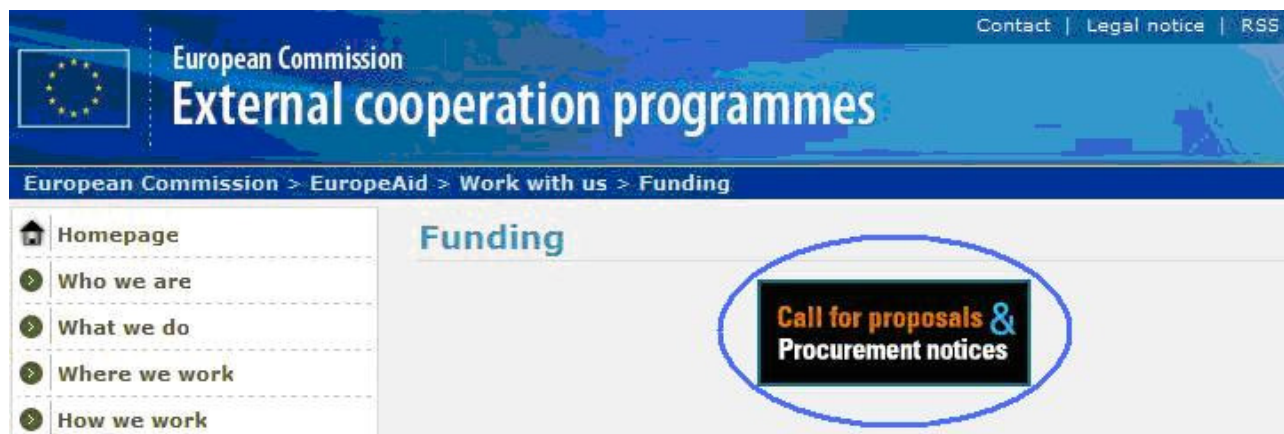 Contact | Legal notice | RSS
European Commission
External cooperation programmes
European Commission > EuropeAid > Work with us > Funding
Homepage
Who we are
What we do
Where we work
How we work
Funding
Call for proposals &
Procurement notices